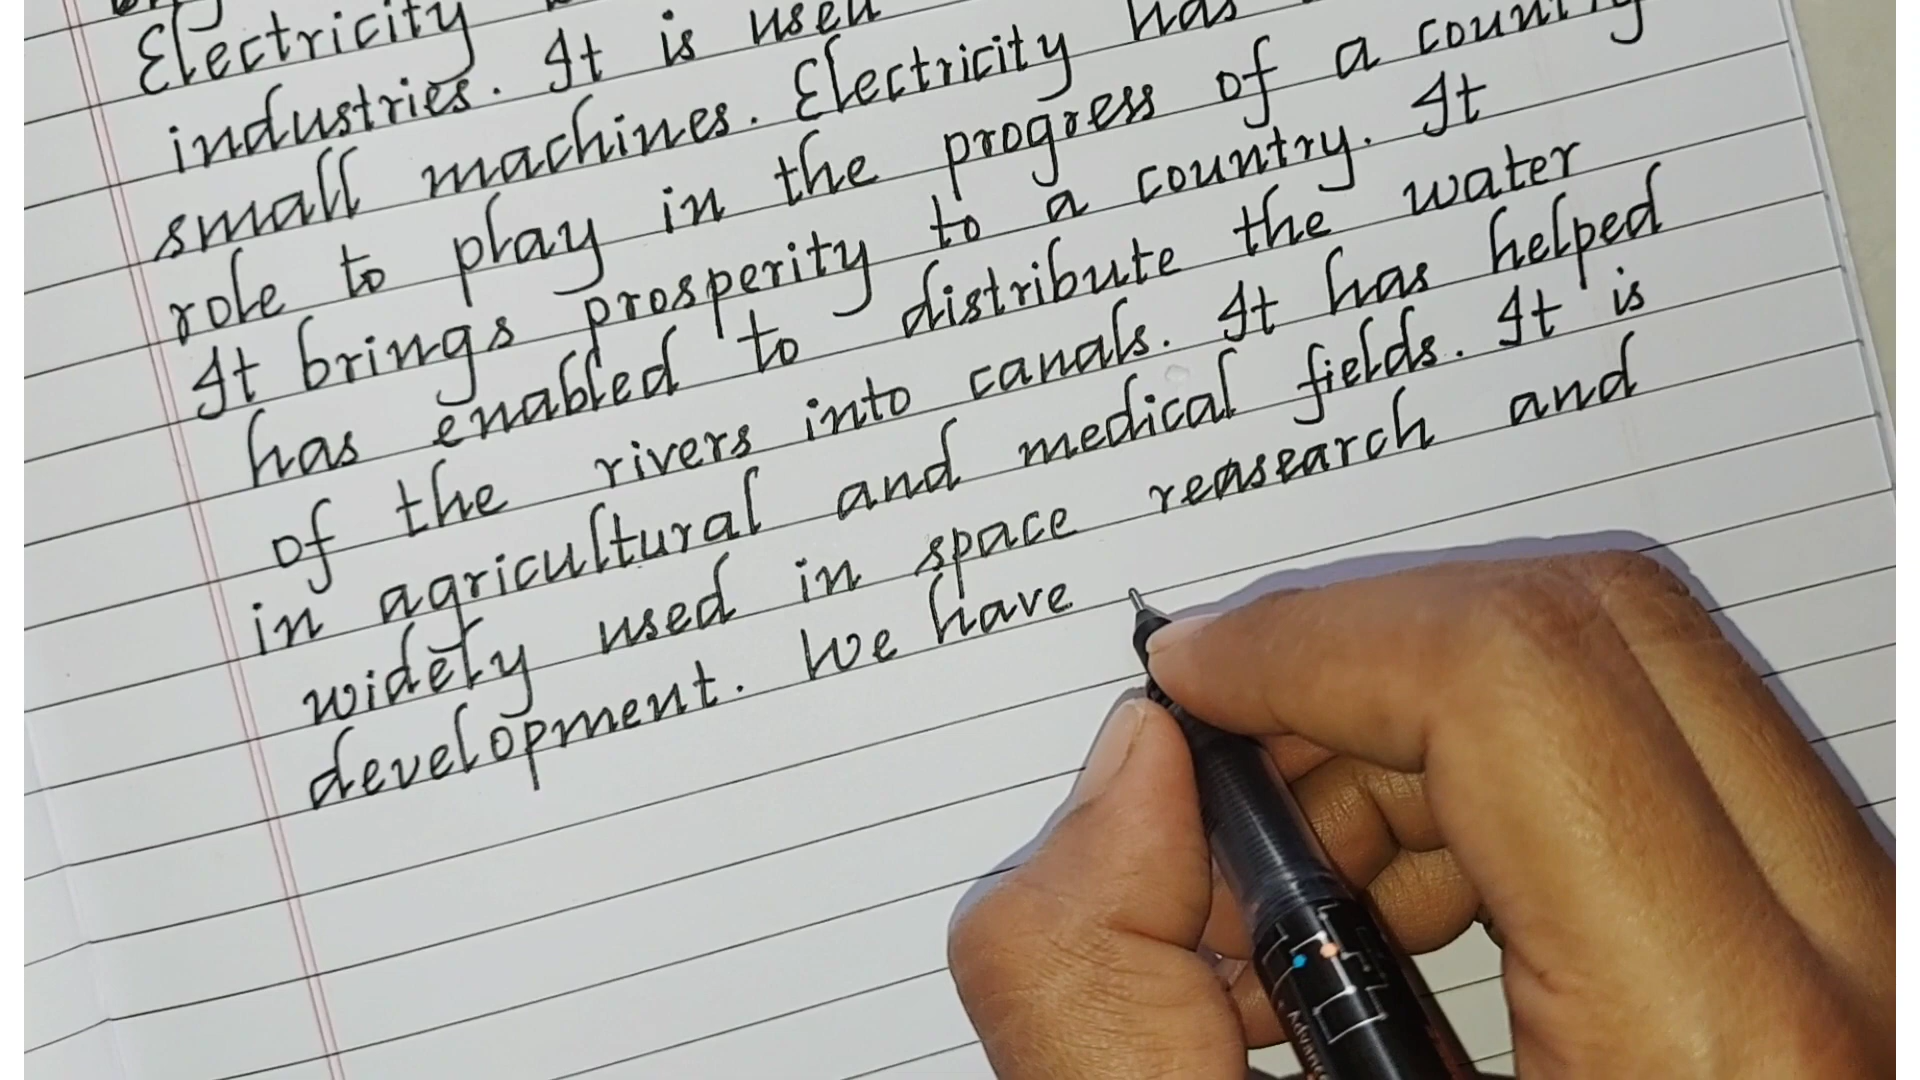 Electricity
industries. It is used
small machines. Electricity has
role to play in the progress of a country
It brings prosperity to a country. It
has enabled to distribute the water
of the rivers into canals. It has helped
in agricultural and medical fields. It is
widely used in space reasearch and
development. We have
Advance